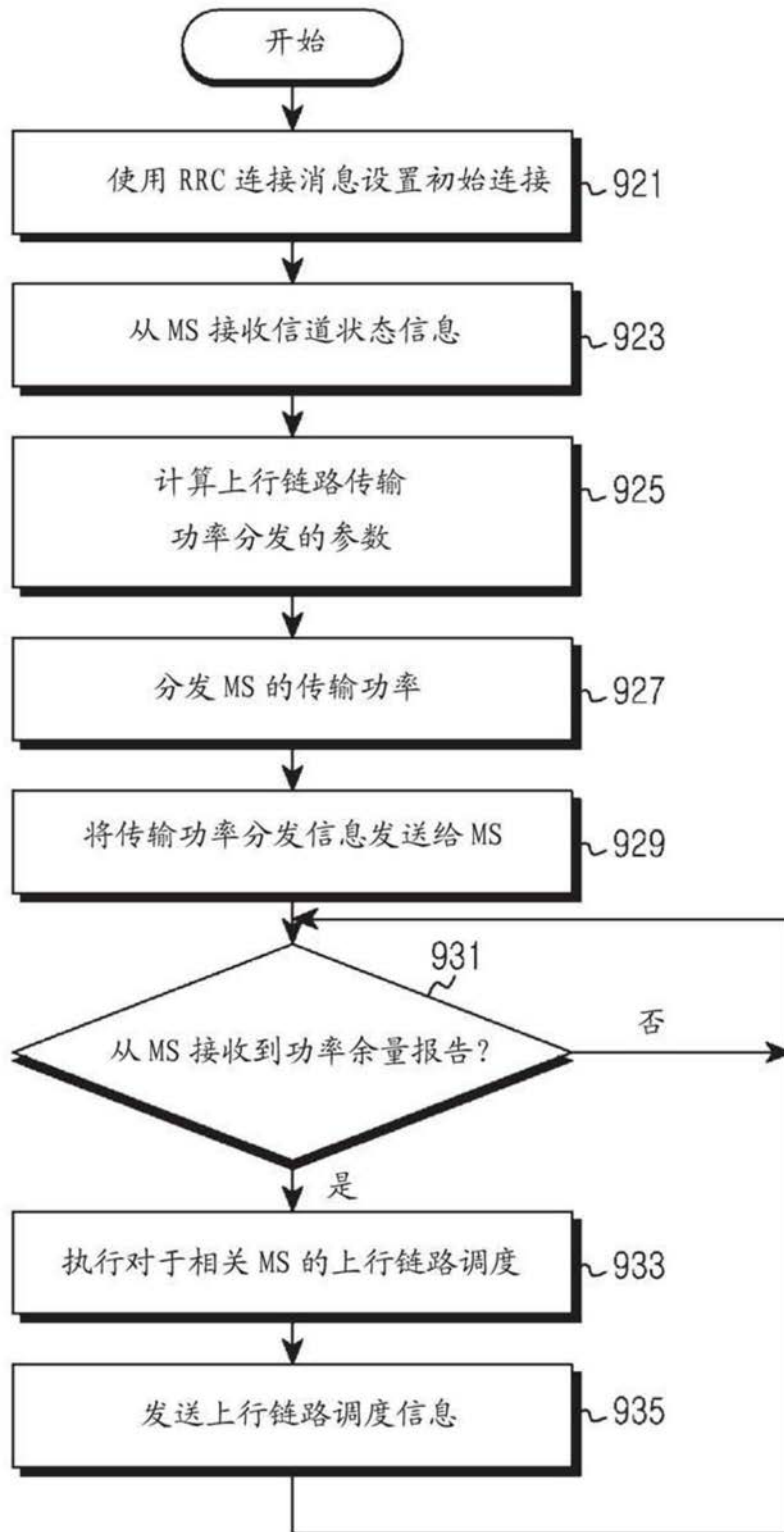 开始
使用 RRC 连接消息设置初始连接
921
从 MS 接收信道状态信息
923
计算上行链路传输
功率分发的参数
925
分发 MS 的传输功率
927
将传输功率分发信息发送给 MS
929
931
从 MS 接收到功率余量报告?
否
是
执行对于相关 MS 的上行链路调度
933
发送上行链路调度信息
935